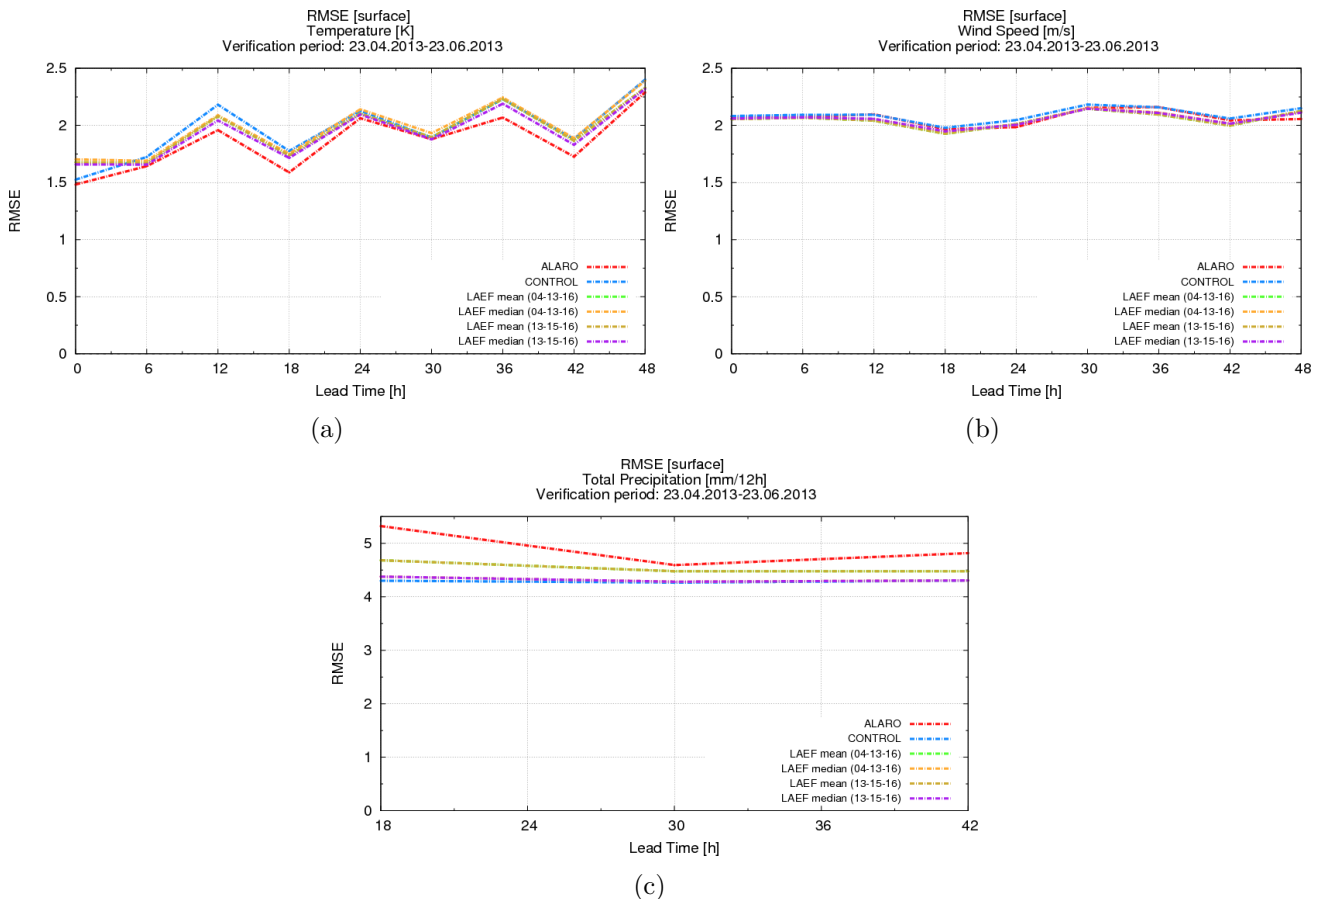 RMSE [surface]
Temperature [K]
Verification period: 23.04.2013-23.06.2013
2.5
2
1.5
1
0.5
0
RMSE
ALARO
CONTROL
LAEF mean (04-13-16)
LAEF median (04-13-16)
LAEF mean (13-15-16)
LAEF median (13-15-16)
0 6 12 18 24 30 36 42 48
Lead Time [h]
(a)
RMSE [surface]
Wind Speed [m/s]
Verification period: 23.04.2013-23.06.2013
2.5
2
1.5
1
0.5
0
RMSE
ALARO
CONTROL
LAEF mean (04-13-16)
LAEF median (04-13-16)
LAEF mean (13-15-16)
LAEF median (13-15-16)
0 6 12 18 24 30 36 42 48
Lead Time [h]
(b)
RMSE [surface]
Total Precipitation [mm/12h]
Verification period: 23.04.2013-23.06.2013
5
4
3
2
1
0
RMSE
ALARO
CONTROL
LAEF mean (04-13-16)
LAEF median (04-13-16)
LAEF mean (13-15-16)
LAEF median (13-15-16)
18 24 30 36 42
Lead Time [h]
(c)